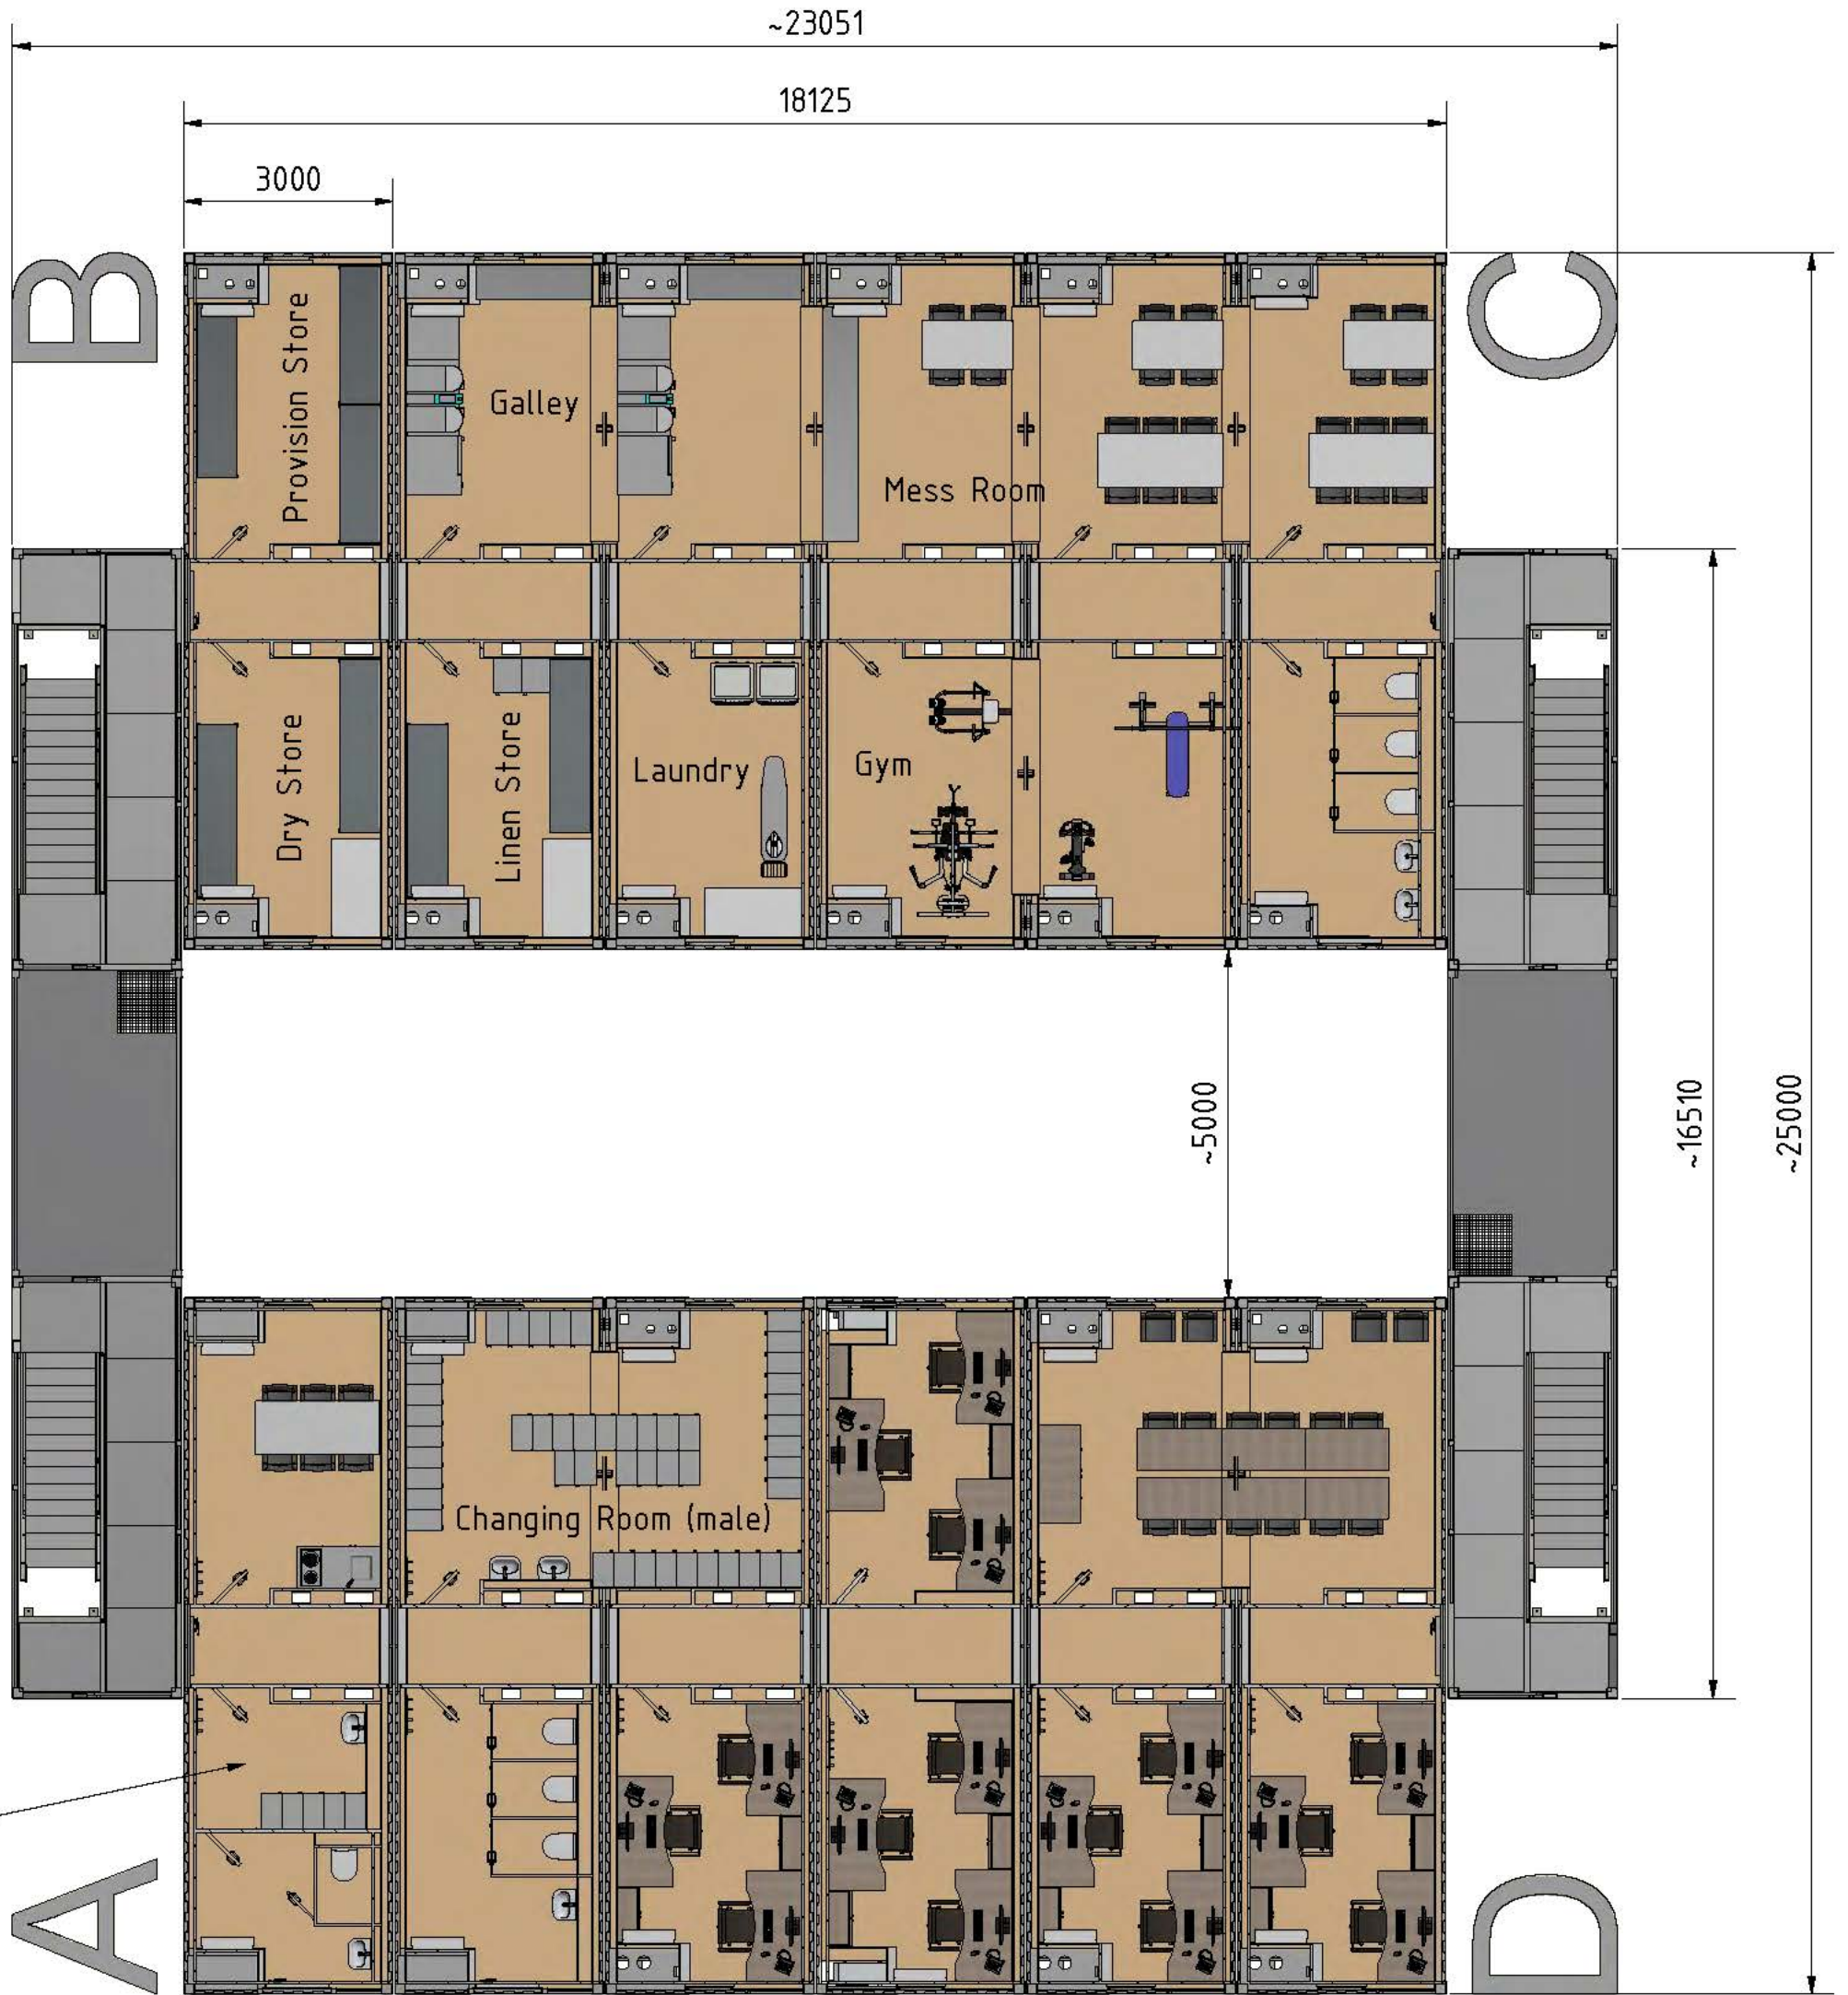 ~23051
18125
3000
B
C
Provision Store
Galley
Mess Room
Dry Store
Linen Store
Laundry
Gym
~5000
~16510
~25000
Changing Room (male)
A
D